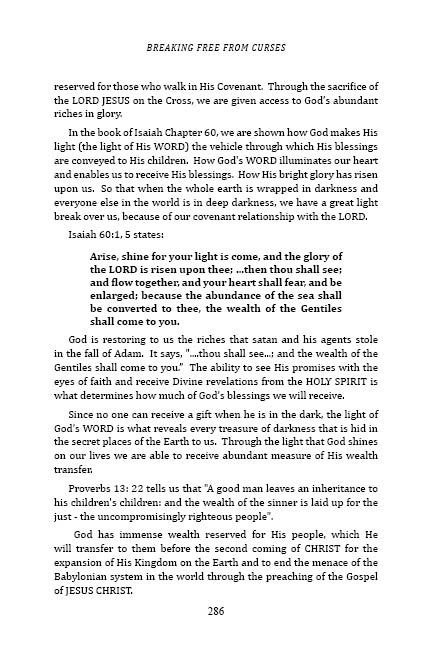 BREAKING FREE FROM CURSES
reserved for those who walk in His Covenant. Through the sacrifice of
the LORD JESUS on the Cross, we are given access to God's abundant
riches in glory.
In the book of Isaiah Chapter 60, we are shown how God makes His
light (the light of His WORD) the vehicle through which His blessings
are conveyed to His children. How God's WORD illuminates our heart
and enables us to receive His blessings. How His bright glory has risen
upon us. So that when the whole earth is wrapped in darkness and
everyone else in the world is in deep darkness, we have a great light
break over us, because of our covenant relationship with the LORD.
Isaiah 60:1, 5 states:
Arise, shine for your light is come, and the glory of
the LORD is risen upon thee; ...then thou shall see;
and flow together, and your heart shall fear, and be
enlarged; because the abundance of the sea shall
be converted to thee, the wealth of the Gentiles
shall come to you.
God is restoring to us the riches that satan and his agents stole
in the fall of Adam. It says, "....thou shall see...; and the wealth of the
Gentiles shall come to you." The ability to see His promises with the
eyes of faith and receive Divine revelations from the HOLY SPIRIT is
what determines how much of God's blessings we will receive.
Since no one can receive a gift when he is in the dark, the light of
God's WORD is what reveals every treasure of darkness that is hid in
the secret places of the Earth to us. Through the light that God shines
on our lives we are able to receive abundant measure of His wealth
transfer.
Proverbs 13: 22 tells us that "A good man leaves an inheritance to
his children's children: and the wealth of the sinner is laid up for the
just - the uncompromisingly righteous people".
God has immense wealth reserved for His people, which He
will transfer to them before the second coming of CHRIST for the
expansion of His Kingdom on the Earth and to end the menace of the
Babylonian system in the world through the preaching of the Gospel
of JESUS CHRIST.
286